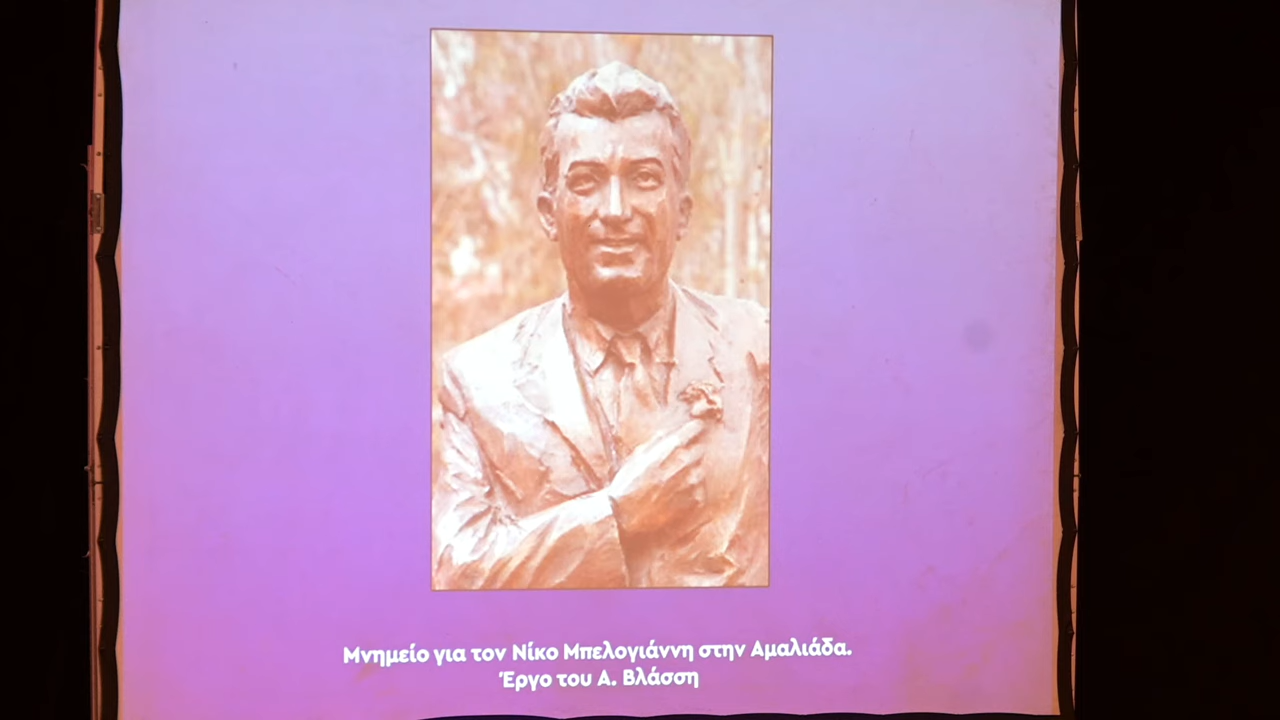 Μνημείο για τον Νίκο Μπελογιάννη στην Αμαλιάδα.
Έργο του Α. Βλάσση